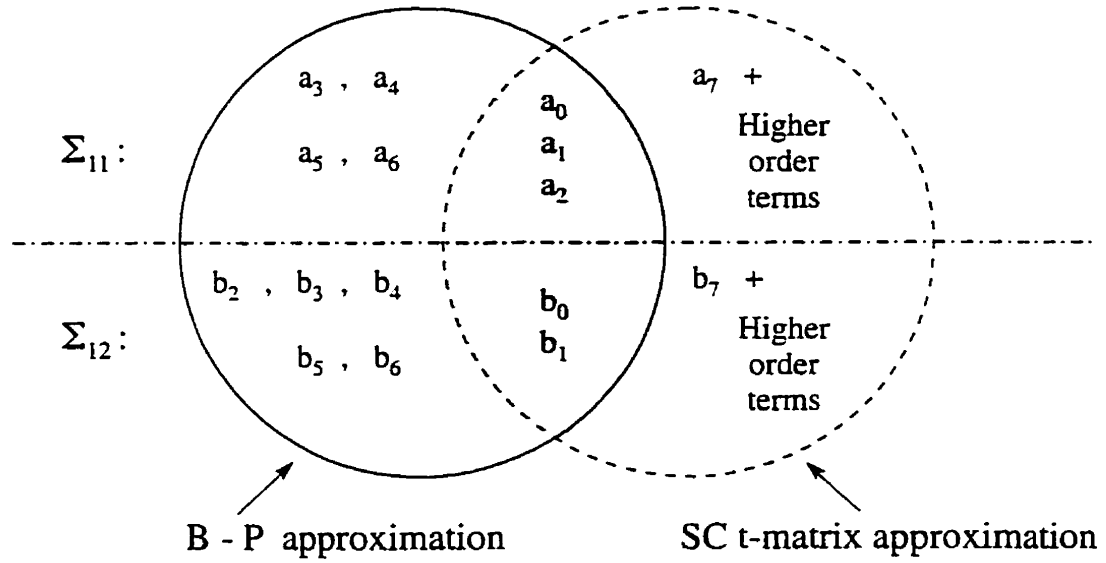 a₃ , a₄
a₅ , a₆
Σ₁₁:
a₀
a₁
a₂
a₇ +
Higher
order
terms
b₂ , b₃ , b₄
b₅ , b₆
Σ₁₂:
b₀
b₁
b₇ +
Higher
order
terms
B - P approximation
SC t-matrix approximation